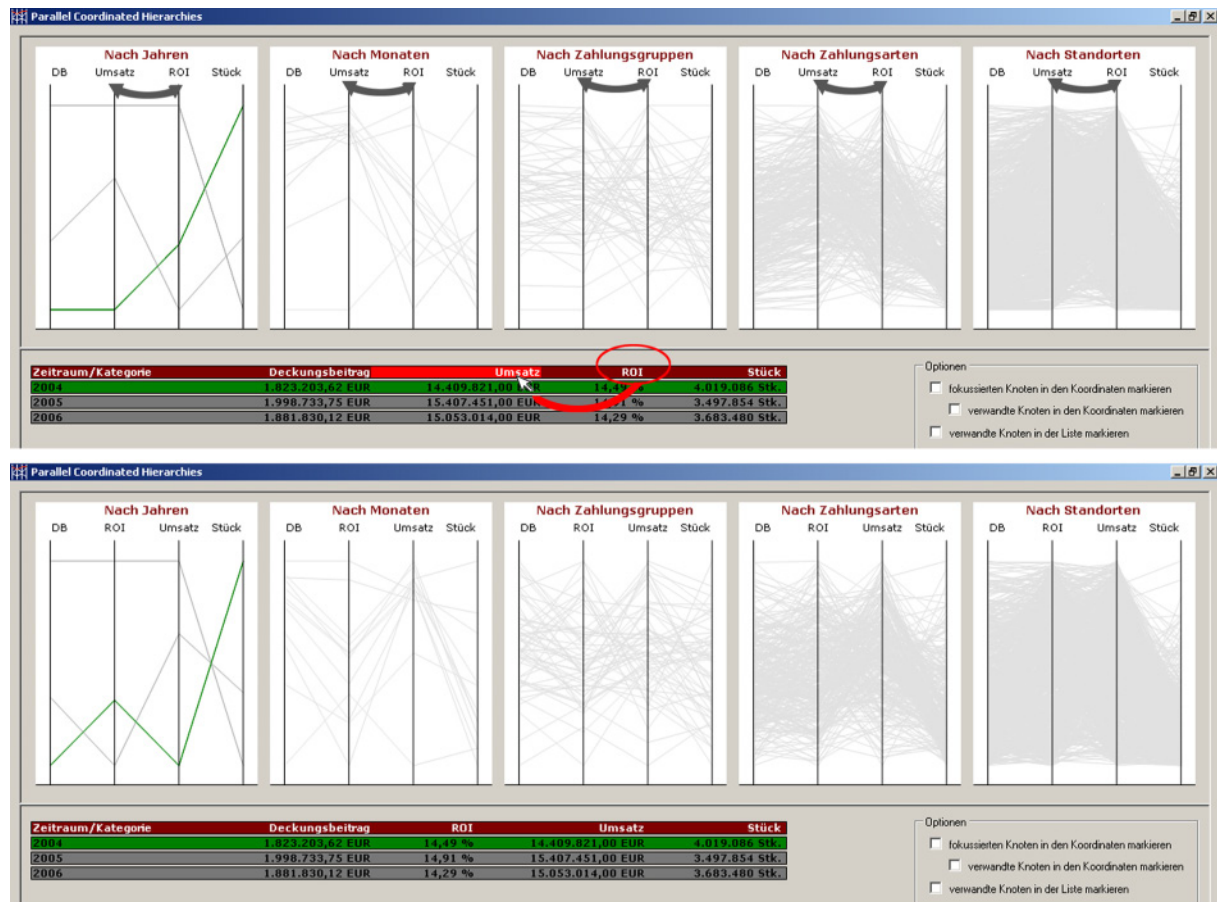 Parallel Coordinated Hierarchies
Nach Jahren Nach Monaten Nach Zahlungsgruppen Nach Zahlungsarten Nach Standorten
DB Umsatz ROI Stück DB Umsatz ROI Stück DB Umsatz ROI Stück DB Umsatz ROI Stück DB Umsatz ROI Stück
Zeitraum/Kategorie Deckungsbeitrag Umsatz ROI Stück
2004 1.823.203,62 EUR 14.409.821,00 EUR 14,49 % 4.019.086 Stk.
2005 1.998.733,75 EUR 15.407.451,00 EUR 14,91 % 3.497.854 Stk.
2006 1.881.830,12 EUR 15.053.014,00 EUR 14,29 % 3.683.480 Stk.
Optionen
fokussierten Knoten in den Koordinaten markieren
verwandte Knoten in den Koordinaten markieren
verwandte Knoten in der Liste markieren
Parallel Coordinated Hierarchies
Nach Jahren Nach Monaten Nach Zahlungsgruppen Nach Zahlungsarten Nach Standorten
DB ROI Umsatz Stück DB ROI Umsatz Stück DB ROI Umsatz Stück DB ROI Umsatz Stück DB ROI Umsatz Stück
Zeitraum/Kategorie Deckungsbeitrag ROI Umsatz Stück
2004 1.823.203,62 EUR 14,49 % 14.409.821,00 EUR 4.019.086 Stk.
2005 1.998.733,75 EUR 14,91 % 15.407.451,00 EUR 3.497.854 Stk.
2006 1.881.830,12 EUR 14,29 % 15.053.014,00 EUR 3.683.480 Stk.
Optionen
fokussierten Knoten in den Koordinaten markieren
verwandte Knoten in den Koordinaten markieren
verwandte Knoten in der Liste markieren